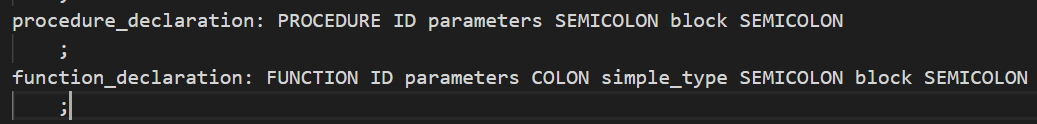 procedure_declaration: PROCEDURE ID parameters SEMICOLON block SEMICOLON
;
function_declaration: FUNCTION ID parameters COLON simple_type SEMICOLON block SEMICOLON
;